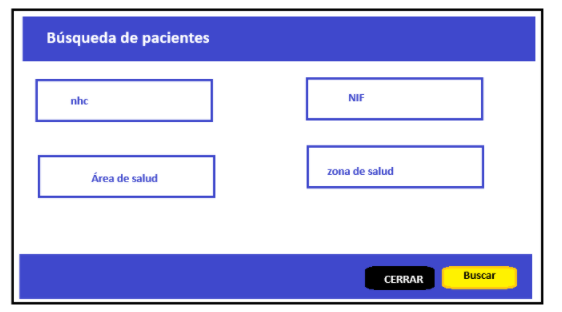 Búsqueda de pacientes
nhc
NIF
Área de salud
zona de salud
CERRAR
Buscar